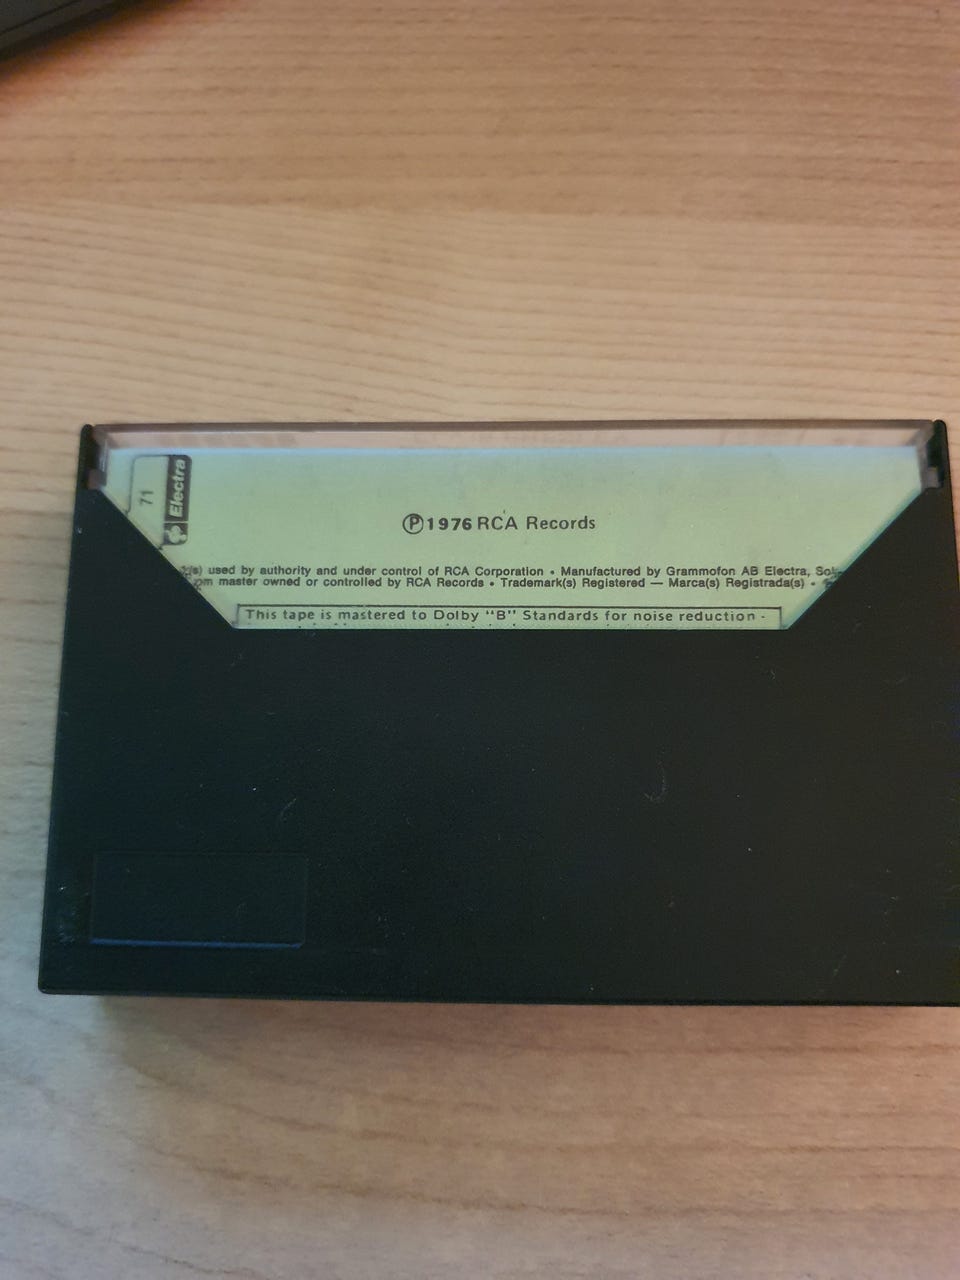 71
Electra
Ⓟ1976 RCA Records
used by authority and under control of RCA Corporation • Manufactured by Grammofon AB Electra,
master owned or controlled by RCA Records • Trademark(s) Registered — Marca(s) Registrada(s) •
This tape is mastered to Dolby "B" Standards for noise reduction -